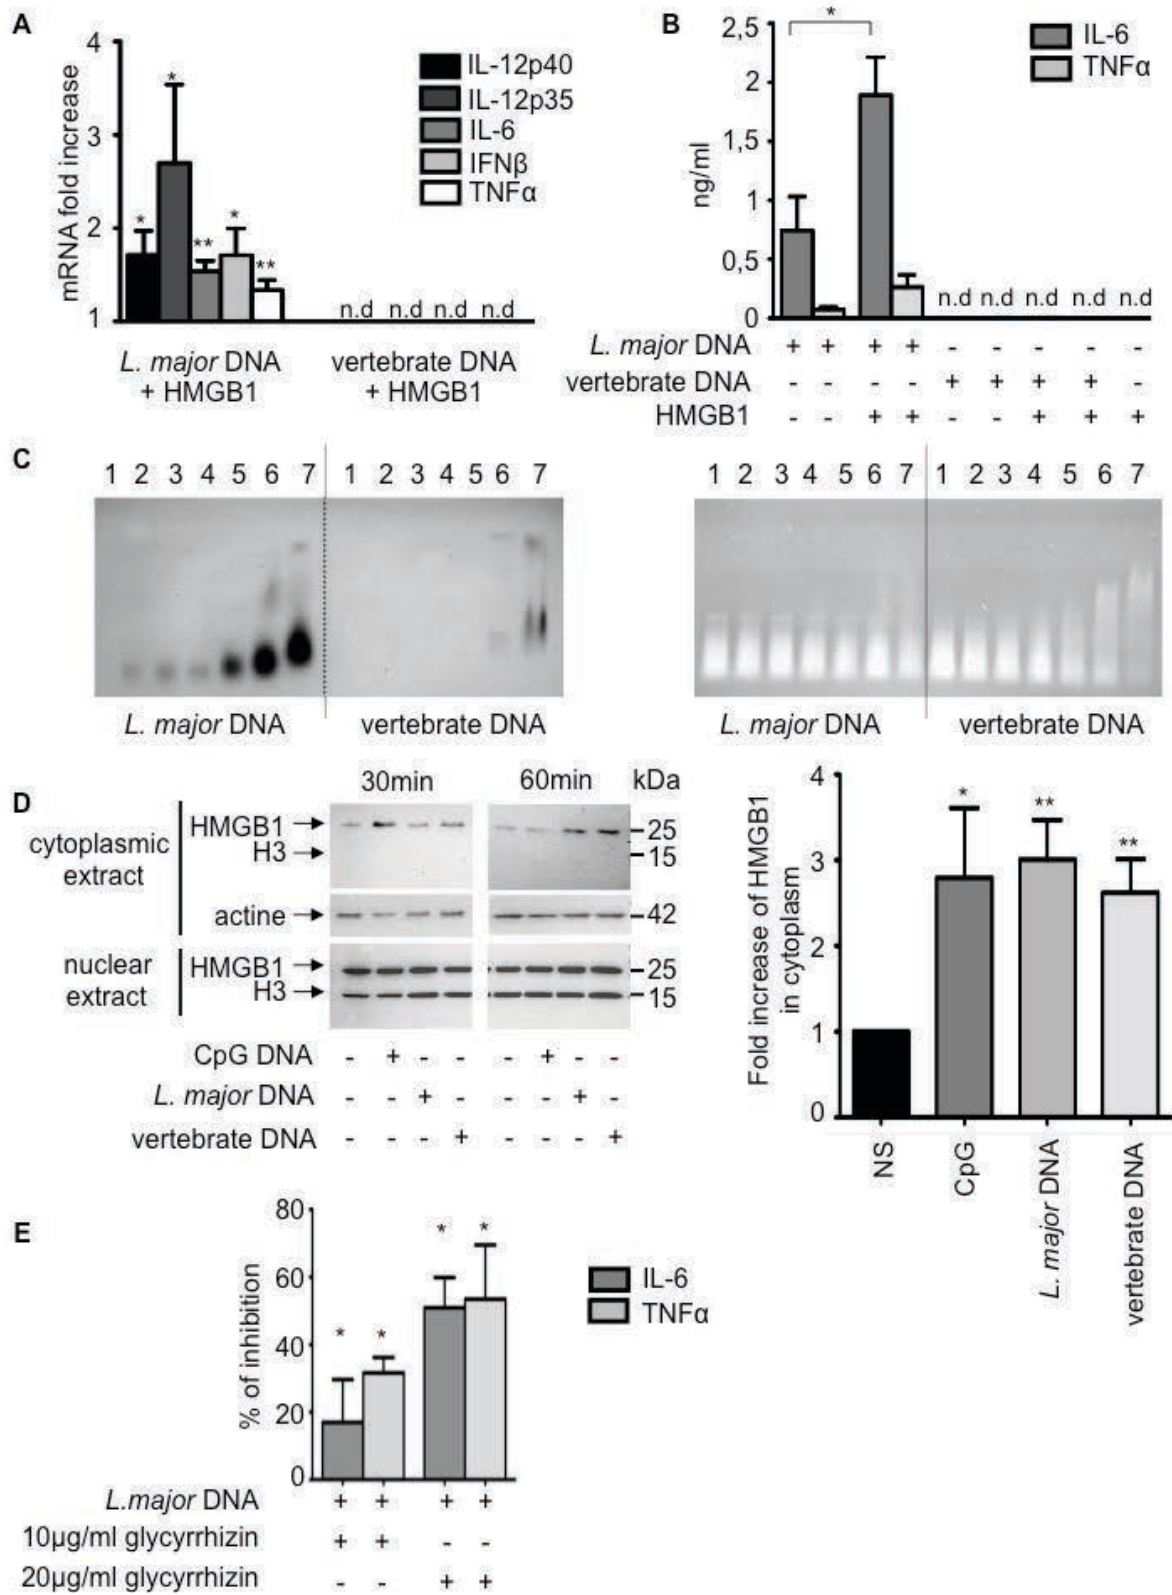 A
4
3
2
1
mRNA fold increase
* * ** * **
IL-12p40
IL-12p35
IL-6
IFNβ
TNFα
n.d n.d n.d n.d
L. major DNA
+ HMGB1
vertebrate DNA
+ HMGB1
B
2,5
2
1,5
1
0,5
0
ng/ml
*
IL-6
TNFα
n.d n.d n.d n.d n.d
L. major DNA + + + + - - - - -
vertebrate DNA - - - - + + + + -
HMGB1 - - + + - - + + +
C
1 2 3 4 5 6 7 1 2 3 4 5 6 7
L. major DNA vertebrate DNA
1 2 3 4 5 6 7 1 2 3 4 5 6 7
L. major DNA vertebrate DNA
D
30min 60min kDa
cytoplasmic
extract
HMGB1 25
H3 15
actine 42
nuclear
extract
HMGB1 25
H3 15
CpG DNA - + - - - + - -
L. major DNA - - + - - - + -
vertebrate DNA - - - + - - - +
4
3
2
1
0
Fold increase of HMGB1
in cytoplasm
* ** **
NS
CpG
L. major DNA
vertebrate DNA
E
80
60
40
20
0
% of inhibition
* * * *
IL-6
TNFα
L.major DNA + + + +
10µg/ml glycyrrhizin + + - -
20µg/ml glycyrrhizin - - + +